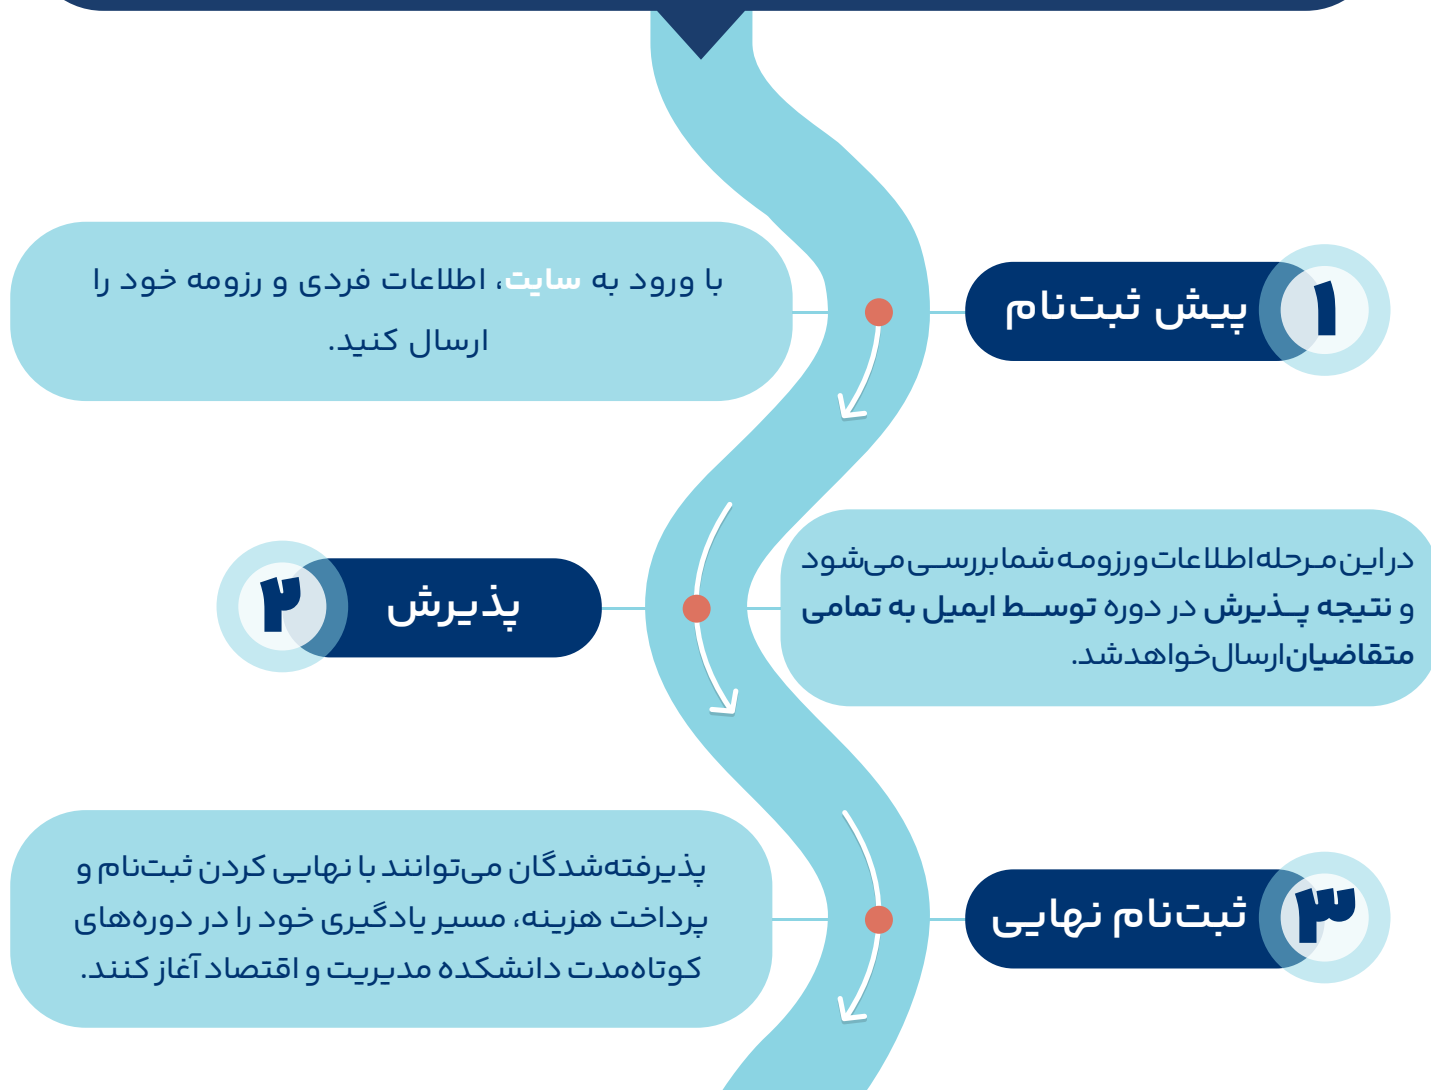 ۱
پیش ثبت‌نام
با ورود به سایت، اطلاعات فردی و رزومه خود را
ارسال کنید.
۲
پذیرش
در این مرحله اطلاعات و رزومه شما بررسی می‌شود
و نتیجه پذیرش در دوره توسط ایمیل به تمامی
متقاضیان ارسال خواهد شد.
۳
ثبت‌نام نهایی
پذیرفته‌شدگان می‌توانند با نهایی کردن ثبت‌نام و
پرداخت هزینه، مسیر یادگیری خود را در دوره‌های
کوتاه‌مدت دانشکده مدیریت و اقتصاد آغاز کنند.